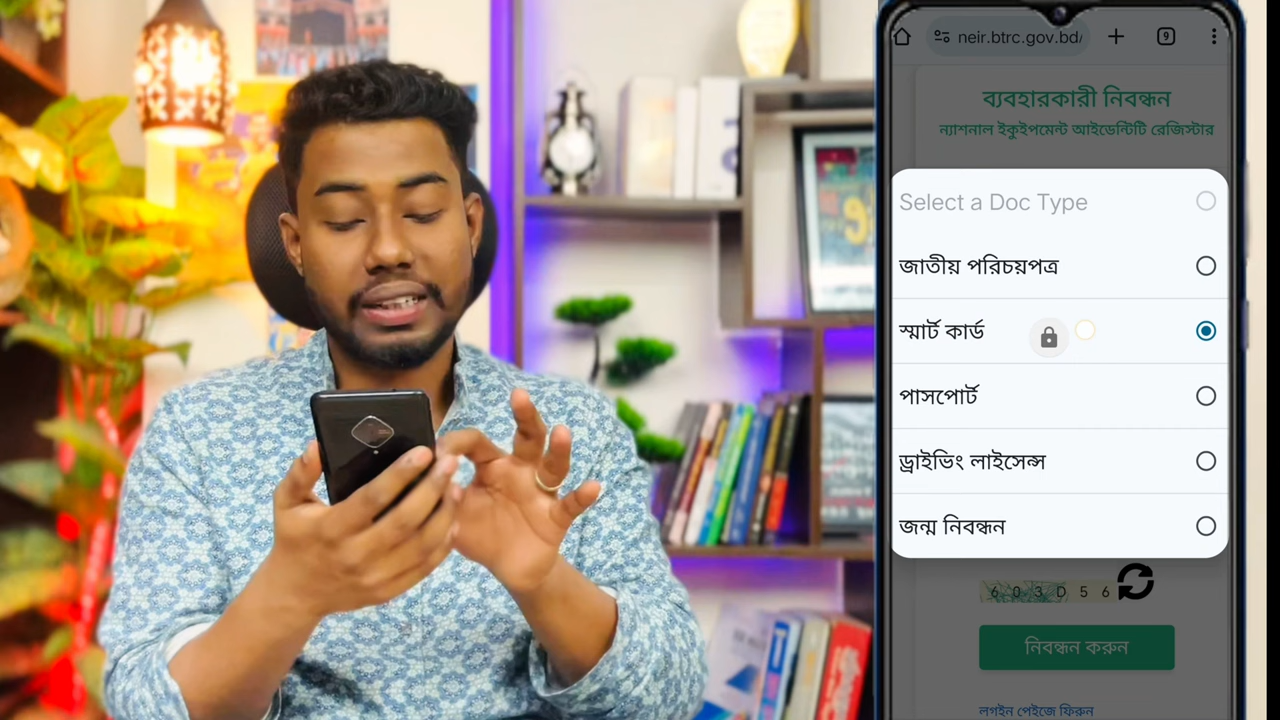 neir.btrc.gov.bd/
9
ব্যবহারকারী নিবন্ধন
ন্যাশনাল ইকুইপমেন্ট আইডেন্টিটি রেজিস্টার
Select a Doc Type
জাতীয় পরিচয়পত্র
স্মার্ট কার্ড
পাসপোর্ট
ড্রাইভিং লাইসেন্স
জন্ম নিবন্ধন
6 0 3 D 5 6
নিবন্ধন করুন
লগইন পেইজে ফিরুন